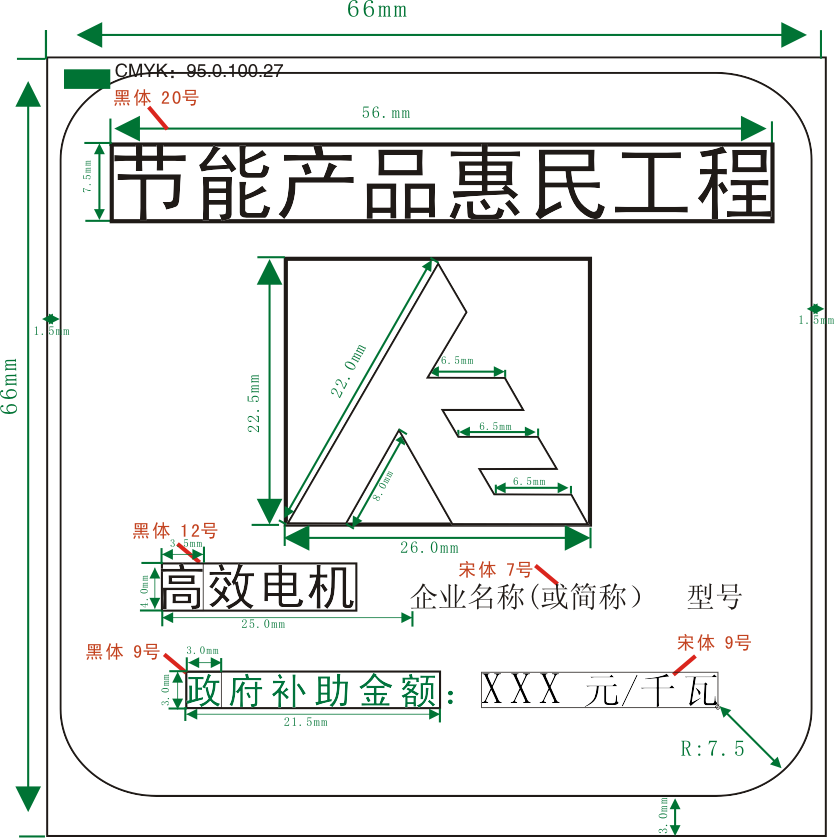 66mm
CMYK：95.0.100.27
黑体 20号
56.mm
7.5mm
节能产品惠民工程
1.5mm
1.5mm
66mm
22.5mm
22.0mm
6.5mm
6.5mm
8.0mm
6.5mm
26.0mm
黑体 12号
3.5mm
4.0mm
高效电机
25.0mm
宋体 7号
企业名称(或简称） 型号
黑体 9号
3.0mm
3.0mm
政府补助金额：
21.5mm
宋体 9号
XXX 元/千瓦
R:7.5
3.0mm